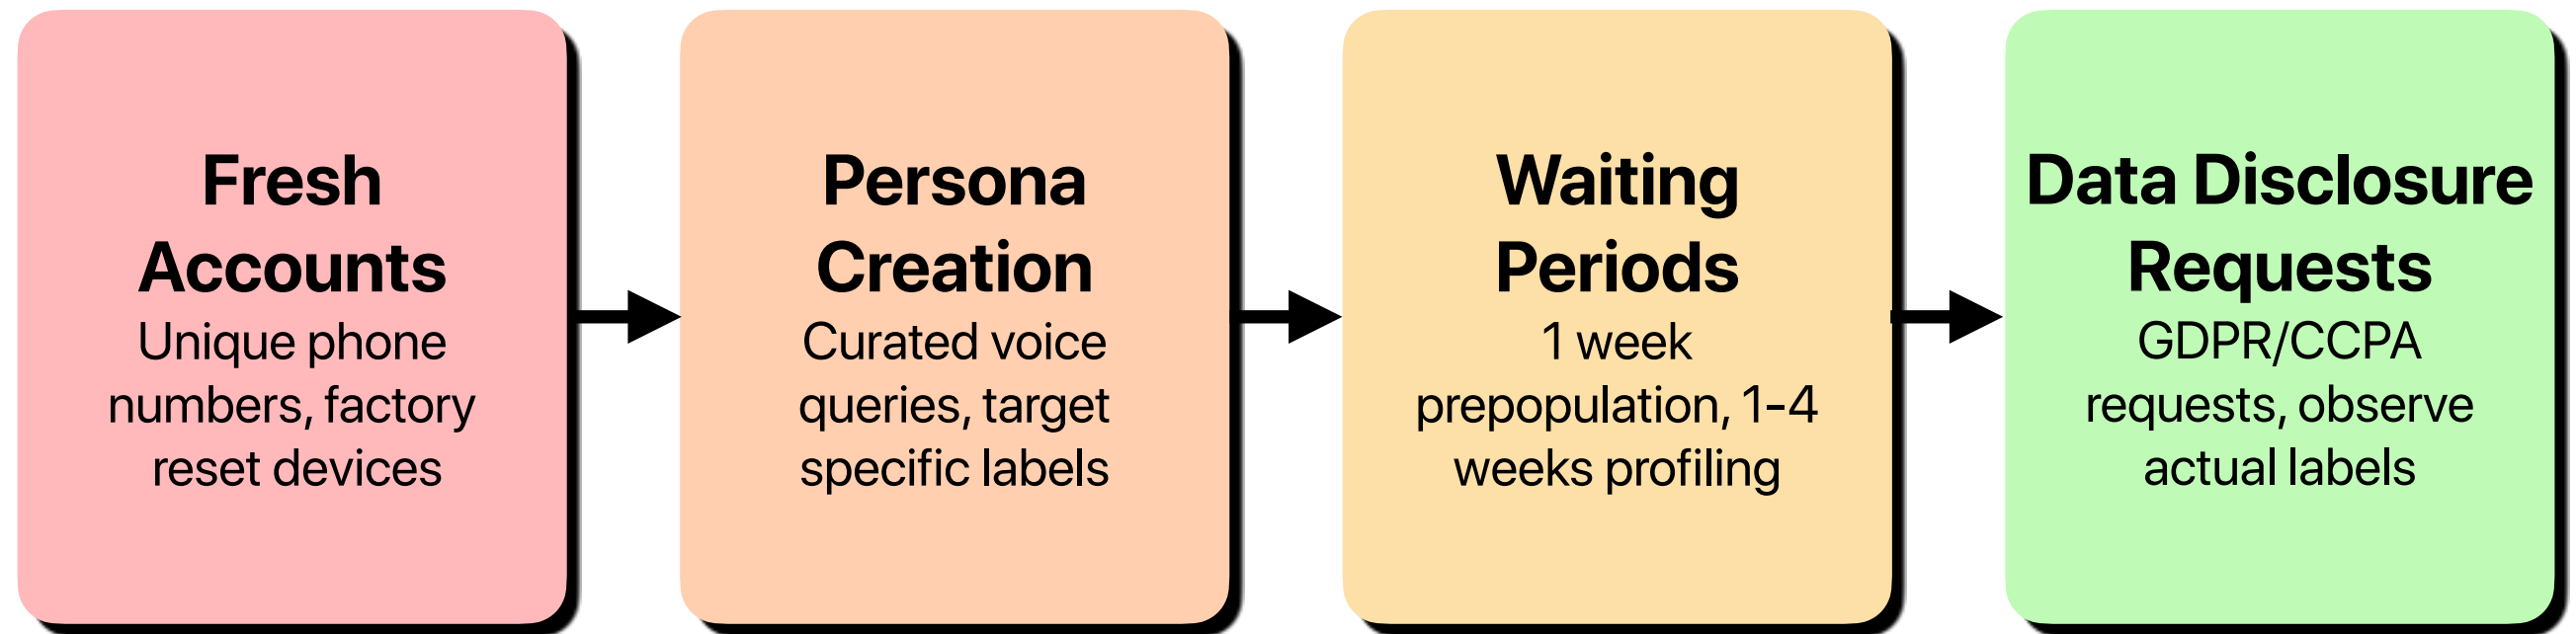 Fresh
Accounts
Unique phone
numbers, factory
reset devices
Persona
Creation
Curated voice
queries, target
specific labels
Waiting
Periods
1 week
prepopulation, 1-4
weeks profiling
Data Disclosure
Requests
GDPR/CCPA
requests, observe
actual labels